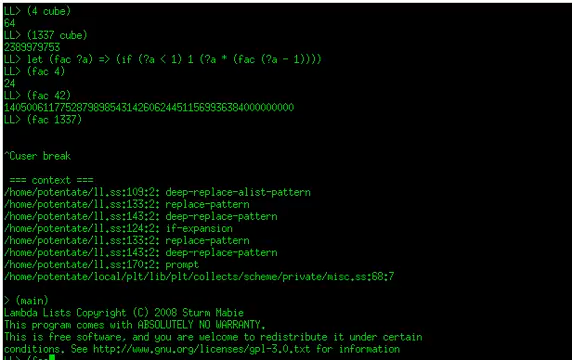 LL> (4 cube)
64
LL> (1337 cube)
2389979753
LL> let (fac ?a) => (if (?a < 1) 1 (?a * (fac (?a - 1))))
LL> (fac 4)
24
LL> (fac 42)
1405006117752879898543142606244511569936384000000000
LL> (fac 1337)
^Cuser break
=== context ===
/home/potentate/ll.ss:109:2: deep-replace-alist-pattern
/home/potentate/ll.ss:133:2: replace-pattern
/home/potentate/ll.ss:143:2: deep-replace-pattern
/home/potentate/ll.ss:124:2: if-expansion
/home/potentate/ll.ss:133:2: replace-pattern
/home/potentate/ll.ss:143:2: deep-replace-pattern
/home/potentate/ll.ss:170:2: prompt
/home/potentate/local/plt/lib/plt/collects/scheme/private/misc.ss:68:7
> (main)
Lambda Lists Copyright (C) 2008 Sturm Mabie
This program comes with ABSOLUTELY NO WARRANTY.
This is free software, and you are welcome to redistribute it under certain
conditions. See http://www.gnu.org/licenses/gpl-3.0.txt for information
LL>